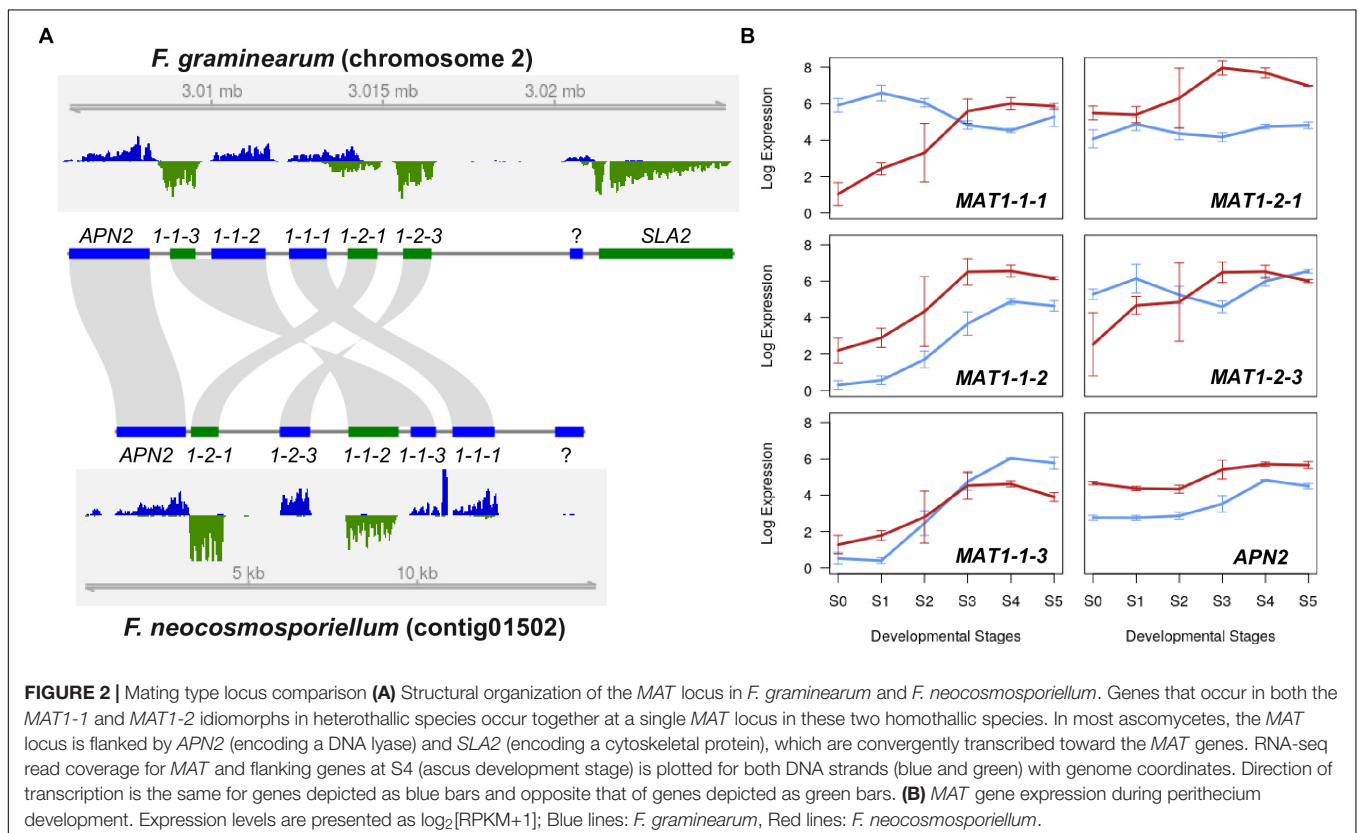 A
F. graminearum (chromosome 2)
3.01 mb 3.015 mb 3.02 mb
APN2 1-1-3 1-1-2 1-1-1 1-2-1 1-2-3 ? SLA2
APN2 1-2-1 1-2-3 1-1-2 1-1-3 1-1-1 ?
5 kb 10 kb
F. neocosmosporiellum (contig01502)
B
Log Expression
8
6
4
2
0
MAT1-1-1
MAT1-2-1
Log Expression
8
6
4
2
0
MAT1-1-2
MAT1-2-3
Log Expression
8
6
4
2
0
MAT1-1-3
APN2
S0 S1 S2 S3 S4 S5
S0 S1 S2 S3 S4 S5
Developmental Stages
Developmental Stages
FIGURE 2 | Mating type locus comparison (A) Structural organization of the MAT locus in F. graminearum and F. neocosmosporiellum. Genes that occur in both the
MAT1-1 and MAT1-2 idiomorphs in heterothallic species occur together at a single MAT locus in these two homothallic species. In most ascomycetes, the MAT
locus is flanked by APN2 (encoding a DNA lyase) and SLA2 (encoding a cytoskeletal protein), which are convergently transcribed toward the MAT genes. RNA-seq
read coverage for MAT and flanking genes at S4 (ascus development stage) is plotted for both DNA strands (blue and green) with genome coordinates. Direction of
transcription is the same for genes depicted as blue bars and opposite that of genes depicted as green bars. (B) MAT gene expression during perithecium
development. Expression levels are presented as log₂[RPKM+1]; Blue lines: F. graminearum, Red lines: F. neocosmosporiellum.